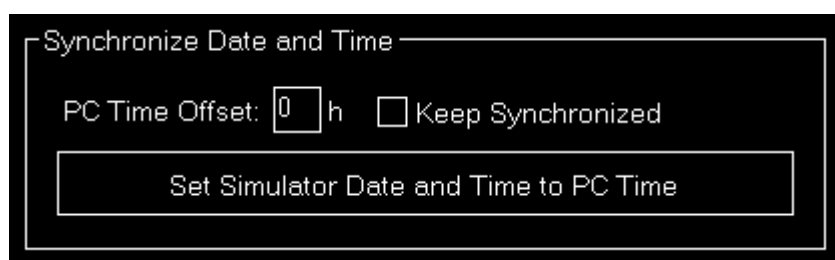 Synchronize Date and Time
PC Time Offset: 0 h Keep Synchronized
Set Simulator Date and Time to PC Time